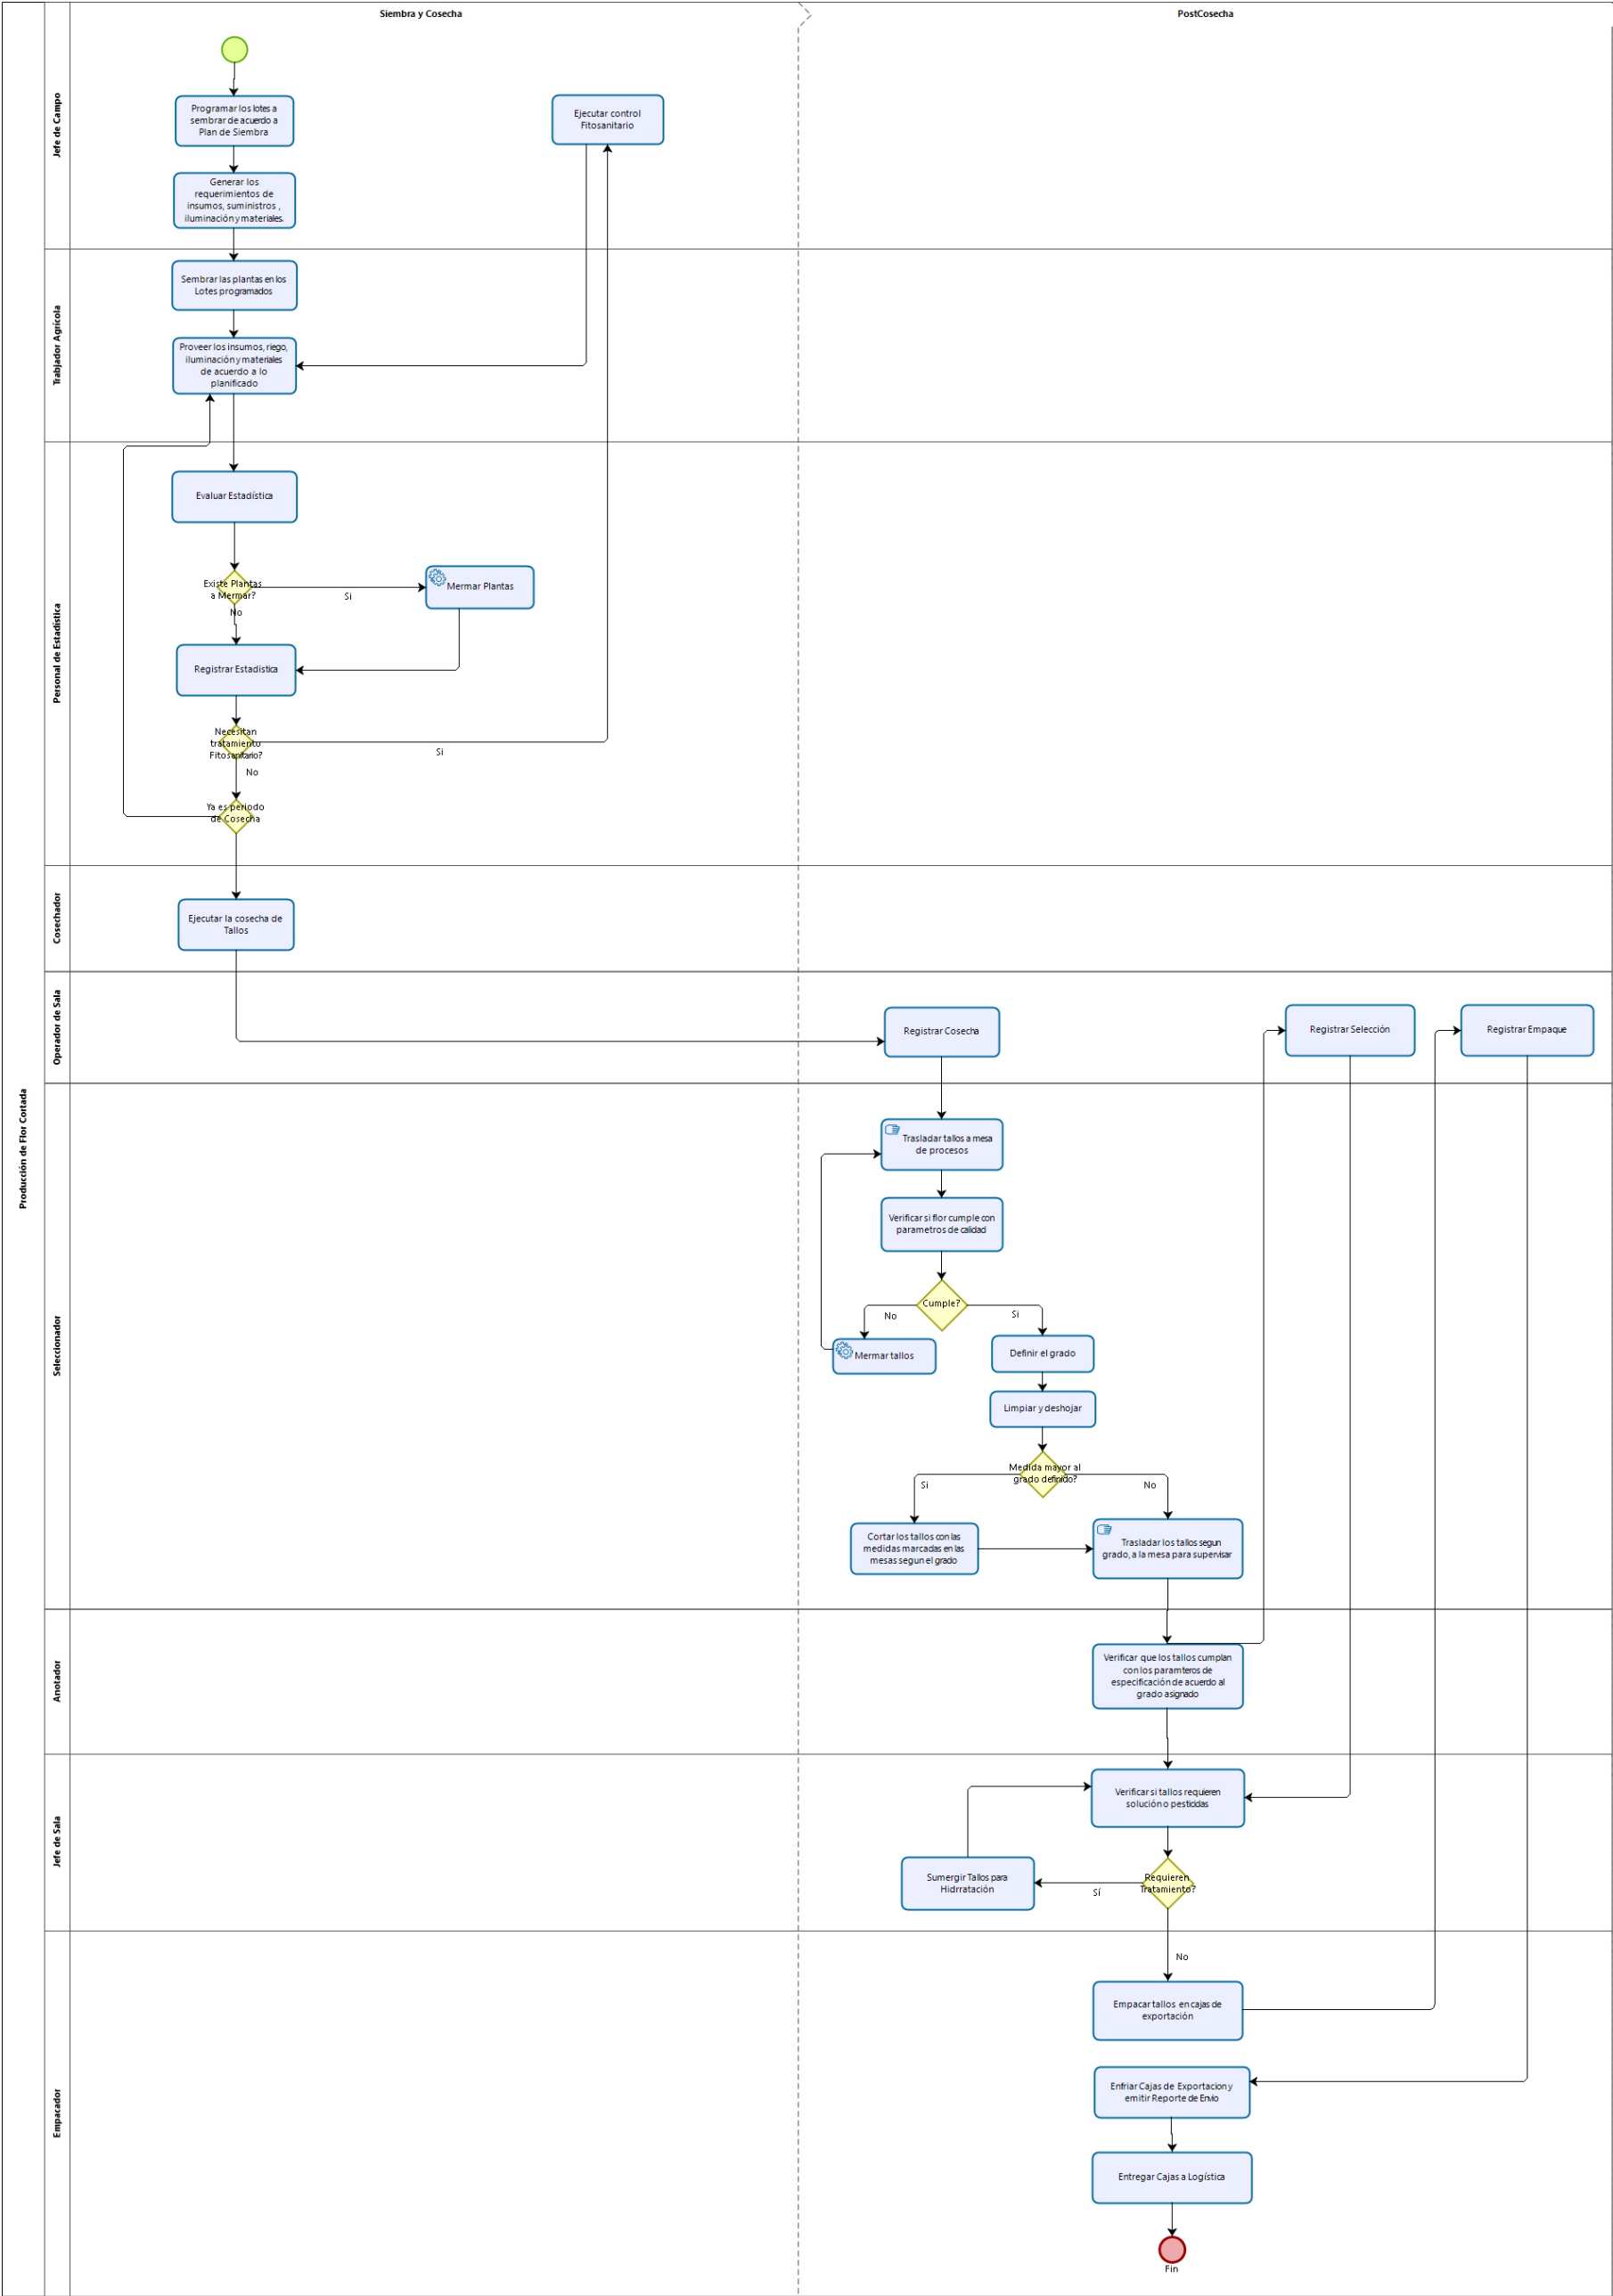 Siembra y Cosecha
PostCosecha
Producción de Flor Cortada
Jefe de Campo
Programar los lotes a
sembrar de acuerdo a
Plan de Siembra
Ejecutar control
Fitosanitario
Generar los
requerimientos de
insumos, suministros ,
iluminación y materiales.
Trabjador Agrícola
Sembrar las plantas en los
Lotes programados
Proveer los insumos, riego,
iluminación y materiales
de acuerdo a lo
planificado
Personal de Estadística
Evaluar Estadística
Existe Plantas
a Mermar?
Si
No
Mermar Plantas
Registrar Estadistica
Necesitan
tratamiento
Fitosanitario?
Si
No
Ya es periodo
de Cosecha
Cosechador
Ejecutar la cosecha de
Tallos
Operador de Sala
Registrar Cosecha
Registrar Selección
Registrar Empaque
Seleccionador
Trasladar tallos a mesa
de procesos
Verificar si flor cumple con
parametros de calidad
Cumple?
No
Si
Mermar tallos
Definir el grado
Limpiar y deshojar
Medida mayor al
grado definido?
Si
No
Cortar los tallos con las
medidas marcadas en las
mesas segun el grado
Trasladar los tallos segun
grado, a la mesa para supervisar
Anotador
Verificar que los tallos cumplan
con los paramteros de
especificación de acuerdo al
grado asignado
Jefe de Sala
Verificar si tallos requieren
solución o pesticidas
Sumergir Tallos para
Hidrratación
Requieren
Tratamiento?
Sí
No
Empacador
Empacar tallos en cajas de
exportación
Enfriar Cajas de Exportacion y
emitir Reporte de Envio
Entregar Cajas a Logística
Fin